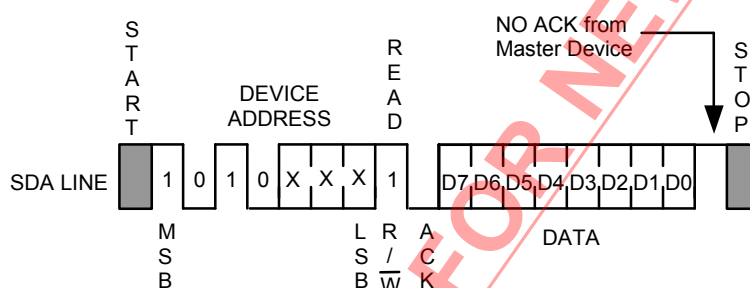 START
DEVICE
ADDRESS
READ
NO ACK from
Master Device
STOP
SDA LINE
1 0 1 0 X X X 1 D7 D6 D5 D4 D3 D2 D1 D0
MSB
LSB
R/W
ACK
DATA
FOR NE